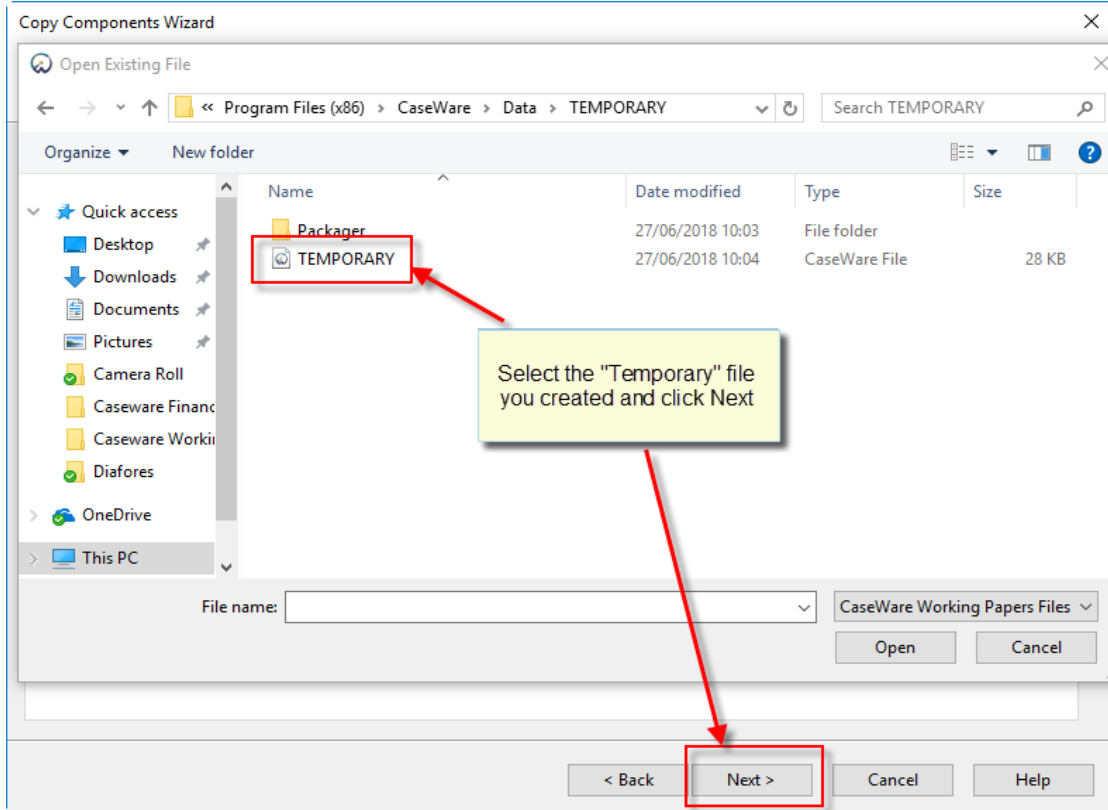 Copy Components Wizard
Open Existing File
« Program Files (x86) > CaseWare > Data > TEMPORARY
Search TEMPORARY
Organize
New folder
Name
Date modified
Type
Size
Quick access
Desktop
Downloads
Documents
Pictures
Camera Roll
Caseware Financ
Caseware Workin
Diafores
OneDrive
This PC
Packager 27/06/2018 10:03 File folder
TEMPORARY 27/06/2018 10:04 CaseWare File 28 KB
Select the "Temporary" file
you created and click Next
File name:
CaseWare Working Papers Files
Open
Cancel
< Back
Next >
Cancel
Help